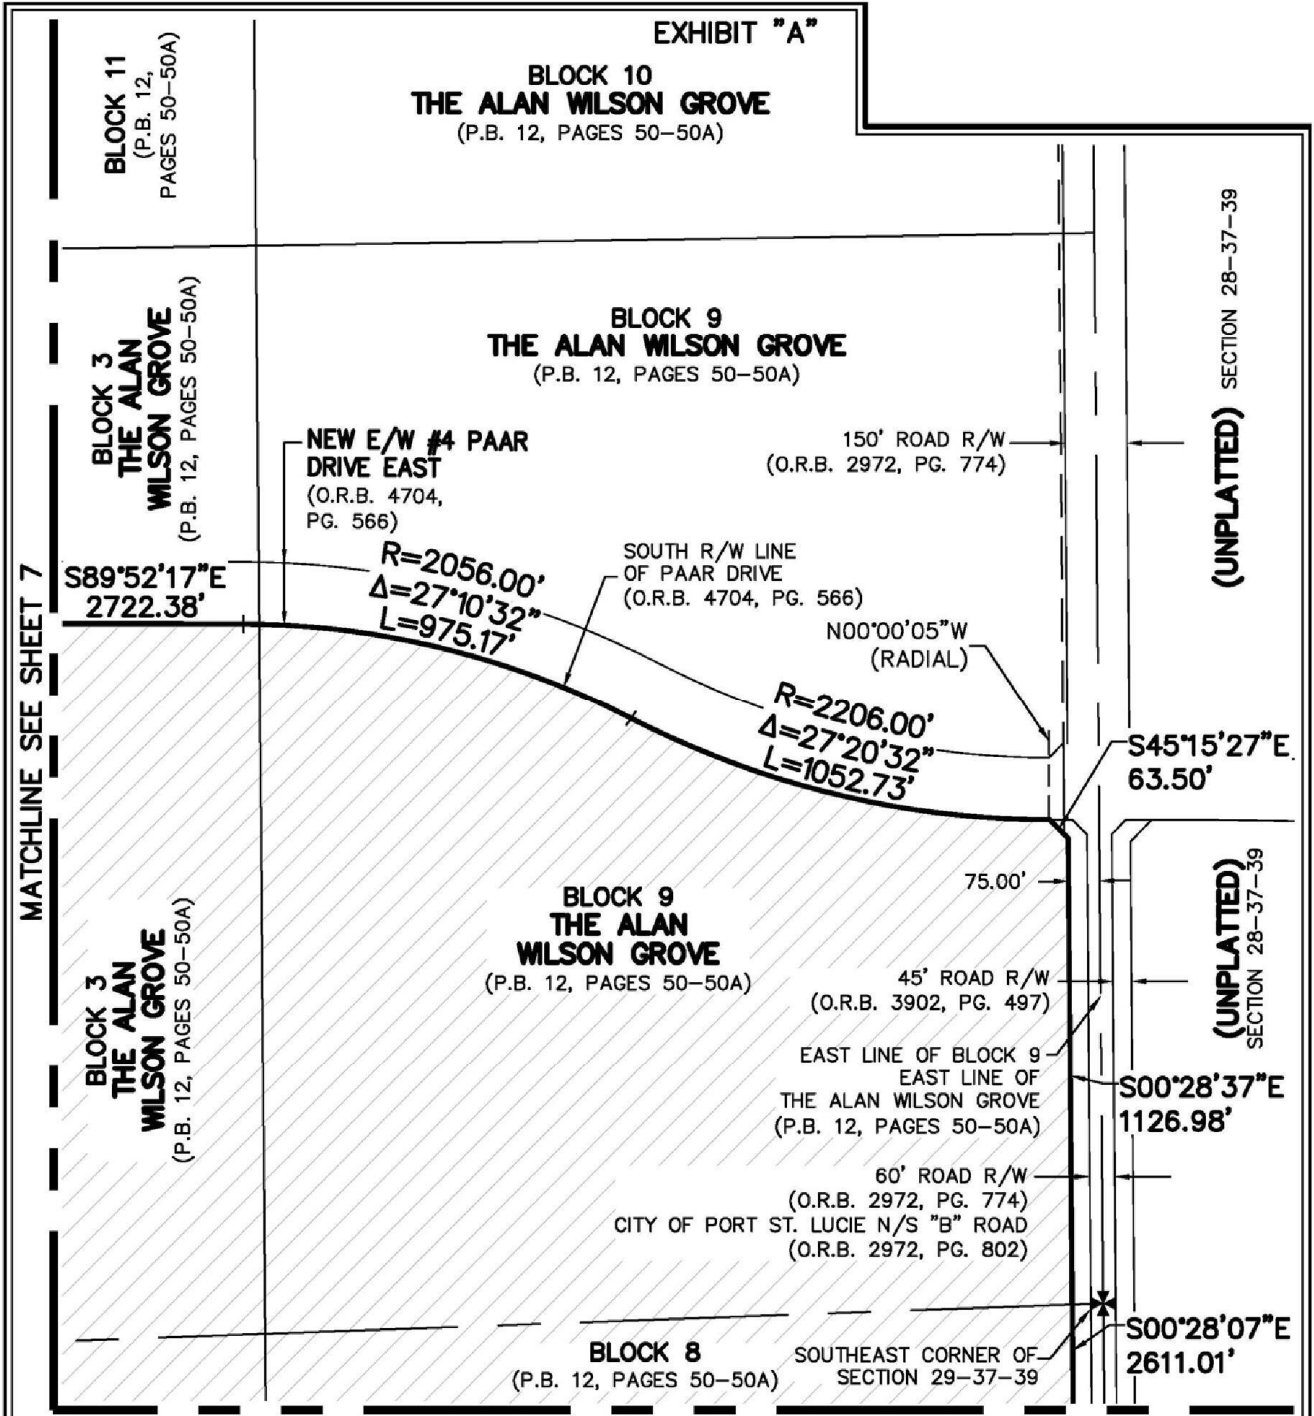 EXHIBIT "A"
BLOCK 11
(P.B. 12,
PAGES 50-50A)
BLOCK 10
THE ALAN WILSON GROVE
(P.B. 12, PAGES 50-50A)
BLOCK 3
THE ALAN
WILSON GROVE
(P.B. 12, PAGES 50-50A)
BLOCK 9
THE ALAN WILSON GROVE
(P.B. 12, PAGES 50-50A)
(UNPLATTED)
SECTION 28-37-39
150' ROAD R/W
(O.R.B. 2972, PG. 774)
NEW E/W #4 PAAR
DRIVE EAST
(O.R.B. 4704,
PG. 566)
S89°52'17"E
2722.38'
R=2056.00'
Δ=27°10'32"
L=975.17'
SOUTH R/W LINE
OF PAAR DRIVE
(O.R.B. 4704, PG. 566)
N00°00'05"W
(RADIAL)
R=2206.00'
Δ=27°20'32"
L=1052.73'
S45°15'27"E
63.50'
MATCHLINE SEE SHEET 7
75.00'
BLOCK 3
THE ALAN
WILSON GROVE
(P.B. 12, PAGES 50-50A)
BLOCK 9
THE ALAN
WILSON GROVE
(P.B. 12, PAGES 50-50A)
(UNPLATTED)
SECTION 28-37-39
45' ROAD R/W
(O.R.B. 3902, PG. 497)
EAST LINE OF BLOCK 9
EAST LINE OF
THE ALAN WILSON GROVE
(P.B. 12, PAGES 50-50A)
S00°28'37"E
1126.98'
60' ROAD R/W
(O.R.B. 2972, PG. 774)
CITY OF PORT ST. LUCIE N/S "B" ROAD
(O.R.B. 2972, PG. 802)
S00°28'07"E
2611.01'
BLOCK 8
(P.B. 12, PAGES 50-50A)
SOUTHEAST CORNER OF
SECTION 29-37-39